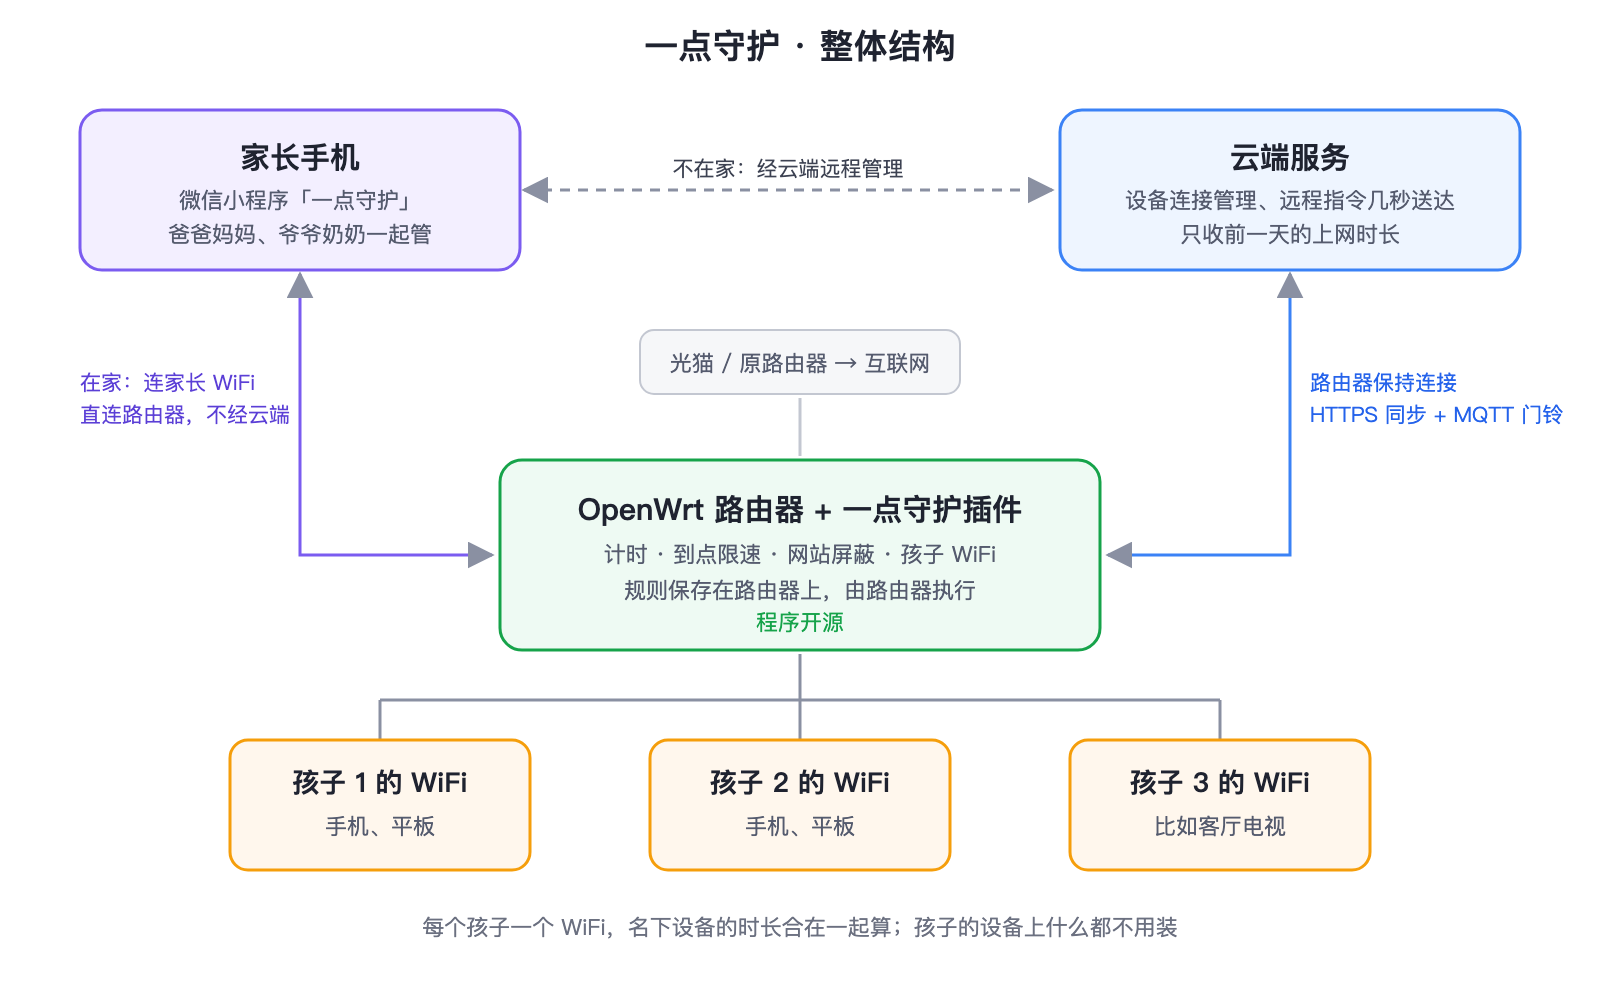 一点守护 · 整体结构
家长手机
微信小程序「一点守护」
爸爸妈妈、爷爷奶奶一起管
不在家：经云端远程管理
云端服务
设备连接管理、远程指令几秒送达
只收前一天的上网时长
光猫 / 原路由器 → 互联网
在家：连家长 WiFi
直连路由器，不经云端
路由器保持连接
HTTPS 同步 + MQTT 门铃
OpenWrt 路由器 + 一点守护插件
计时 · 到点限速 · 网站屏蔽 · 孩子 WiFi
规则保存在路由器上，由路由器执行
程序开源
孩子 1 的 WiFi
手机、平板
孩子 2 的 WiFi
手机、平板
孩子 3 的 WiFi
比如客厅电视
每个孩子一个 WiFi，名下设备的时长合在一起算；孩子的设备上什么都不用装